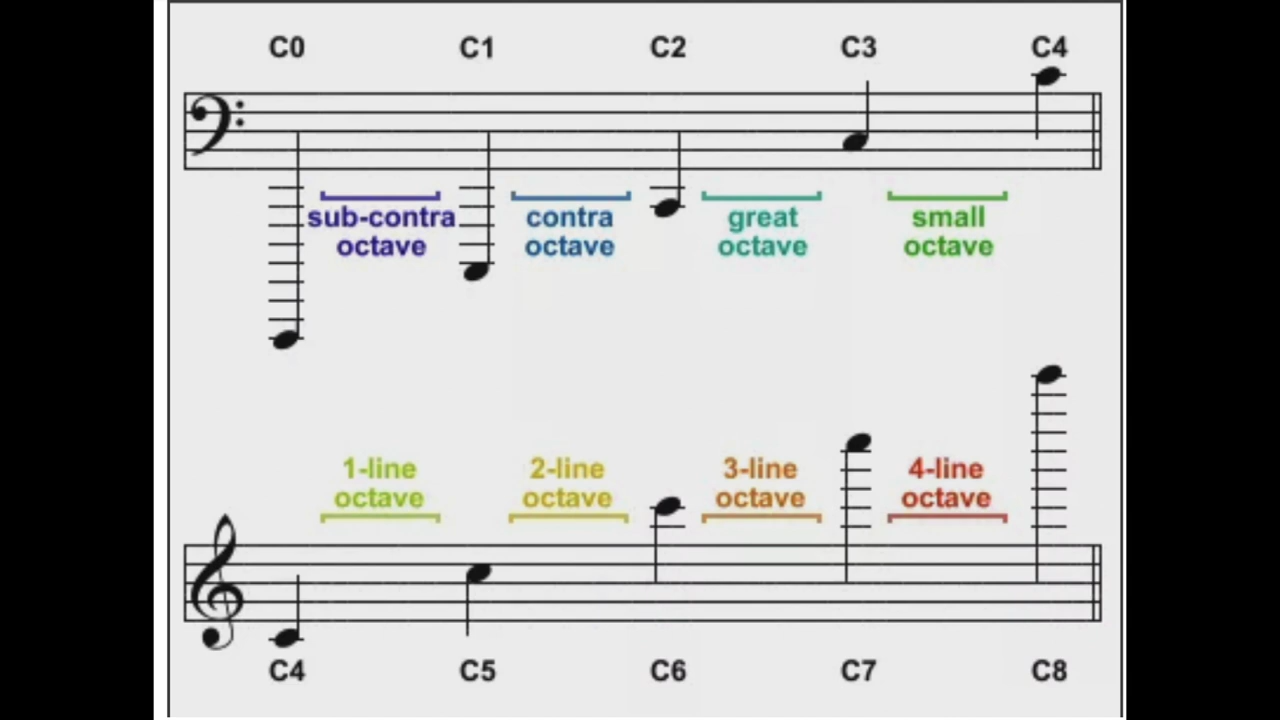 C0 C1 C2 C3 C4
sub-contra contra great small
octave octave octave octave
1-line 2-line 3-line 4-line
octave octave octave octave
C4 C5 C6 C7 C8